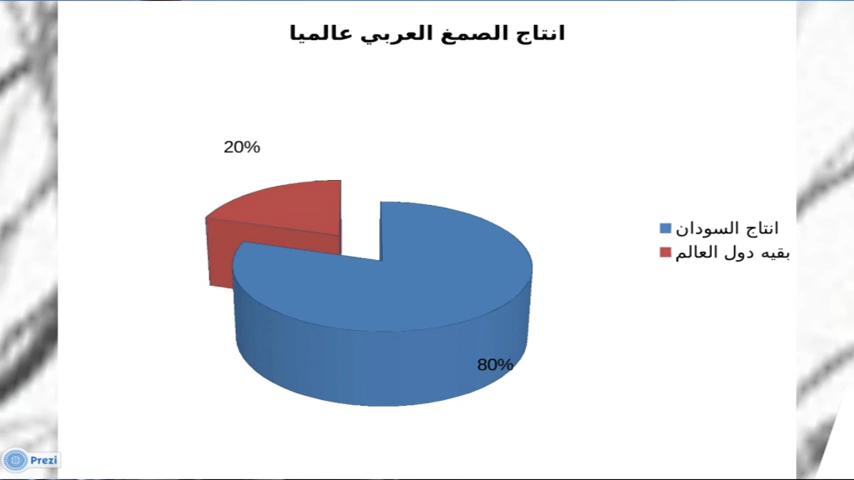 انتاج الصمغ العربي عالميا
20%
انتاج السودان
بقيه دول العالم
80%
Prezi